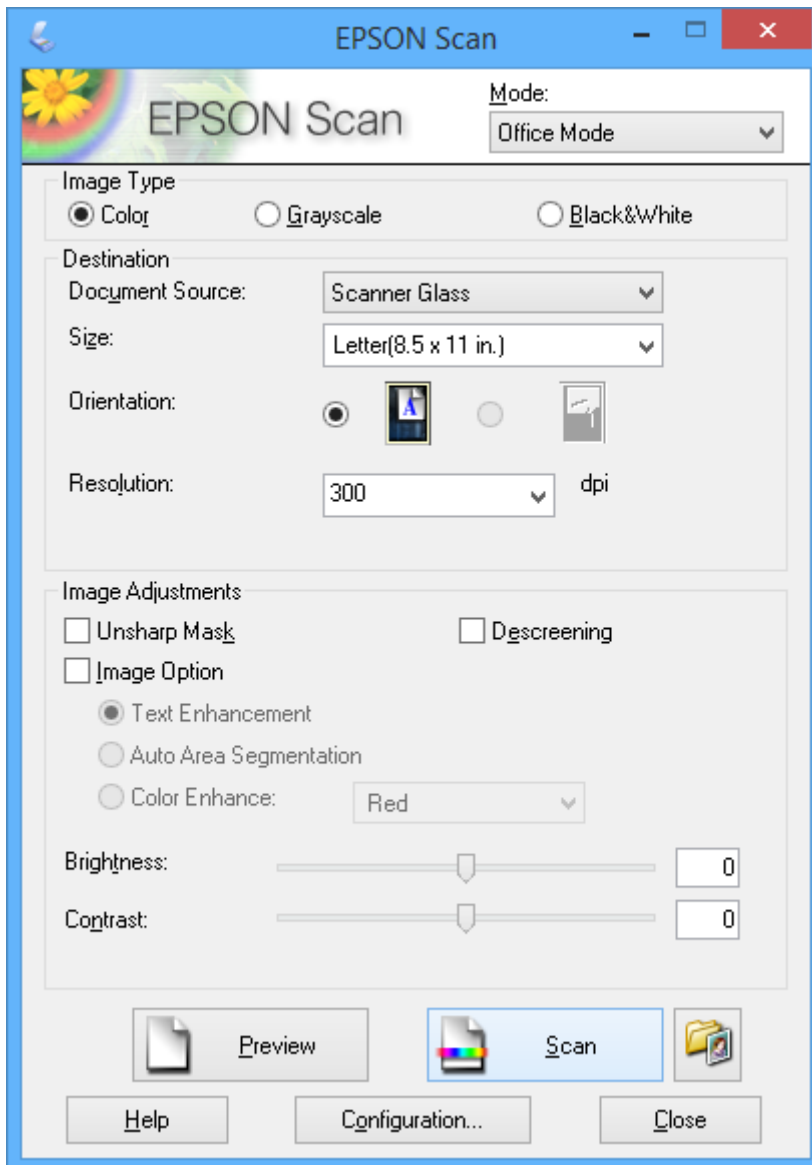 EPSON Scan
EPSON Scan
Mode:
Office Mode
Image Type
Color Grayscale Black&White
Destination
Document Source: Scanner Glass
Size: Letter(8.5 x 11 in.)
Orientation: A
Resolution: 300 dpi
Image Adjustments
Unsharp Mask Descreening
Image Option
Text Enhancement
Auto Area Segmentation
Color Enhance: Red
Brightness: 0
Contrast: 0
Preview Scan
Help Configuration... Close